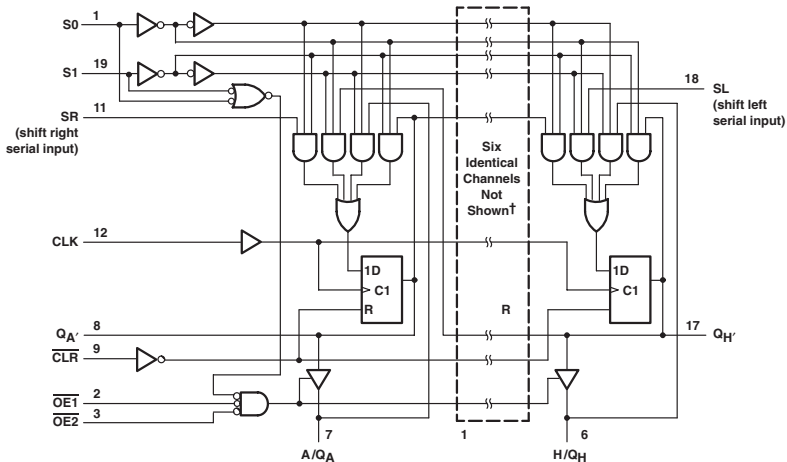 S0 1
S1 19
18 SL
(shift left
serial input)
SR 11
(shift right
serial input)
Six
Identical
Channels
Not
Shown†
CLK 12
1D
C1
R
R
1D
C1
R
QA′ 8
17 QH′
CLR 9
OE1 2
OE2 3
7
A/QA
1
6
H/QH